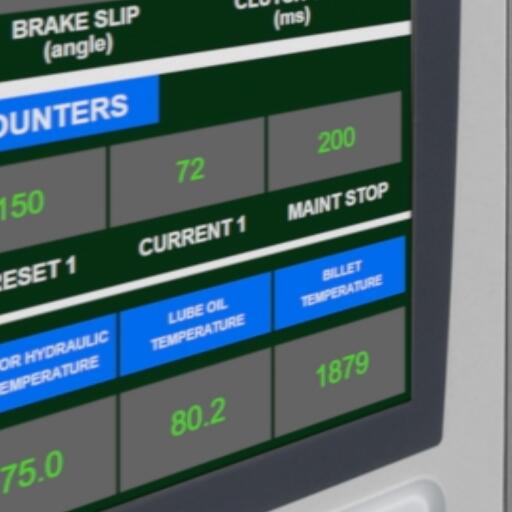 BRAKE SLIP
(angle)
(ms)
OUNTERS
150
72
200
RESET 1
CURRENT 1
MAINT STOP
OR HYDRAULIC
TEMPERATURE
LUBE OIL
TEMPERATURE
BILLET
TEMPERATURE
75.0
80.2
1879